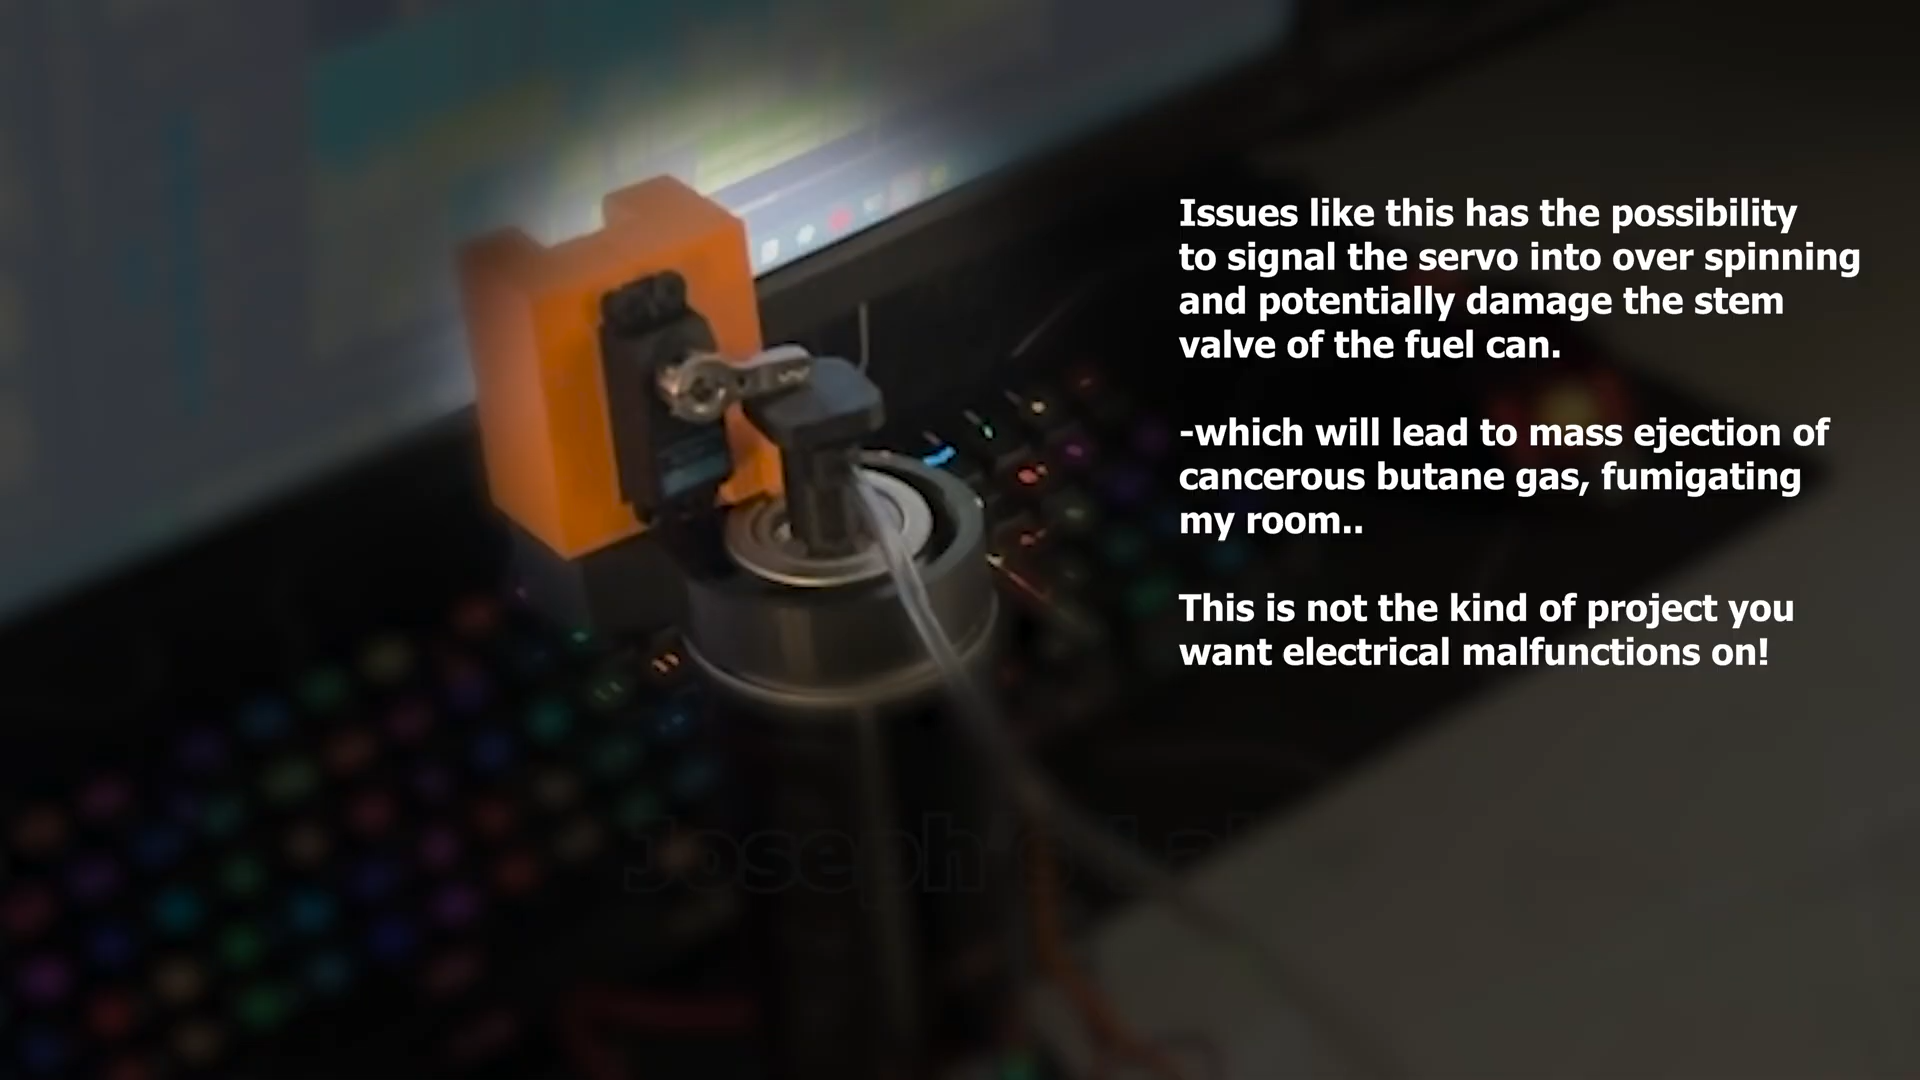 Issues like this has the possibility
to signal the servo into over spinning
and potentially damage the stem
valve of the fuel can.
-which will lead to mass ejection of
cancerous butane gas, fumigating
my room..
This is not the kind of project you
want electrical malfunctions on!
Joseph's